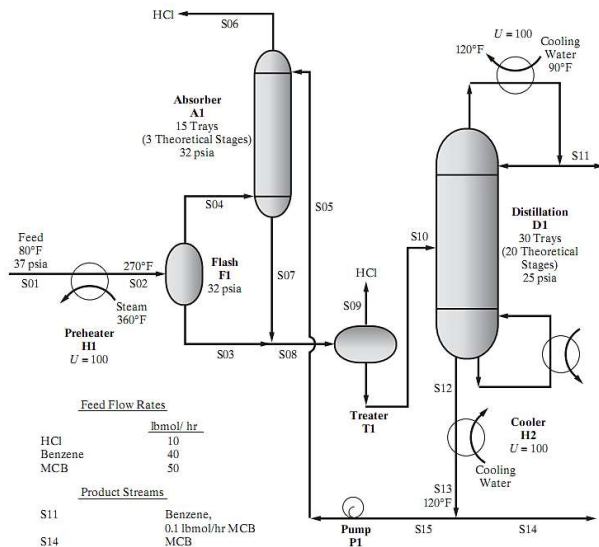 HCl
S06
Absorber
A1
15 Trays
(3 Theoretical Stages)
32 psia
U = 100
120°F
Cooling
Water
90°F
S11
S04
S05
S10
Distillation
D1
30 Trays
(20 Theoretical
Stages)
25 psia
Feed
80°F
37 psia
S01
270°F
S02
Flash
F1
32 psia
S07
HCl
S09
Steam
360°F
Preheater
H1
U = 100
S03
S08
Treater
T1
S12
Cooler
H2
U = 100
Cooling
Water
S13
120°F
Feed Flow Rates
lbmol/ hr
HCl 10
Benzene 40
MCB 50
Product Streams
S11 Benzene,
0.1 lbmol/hr MCB
S14 MCB
Pump
P1
S15
S14